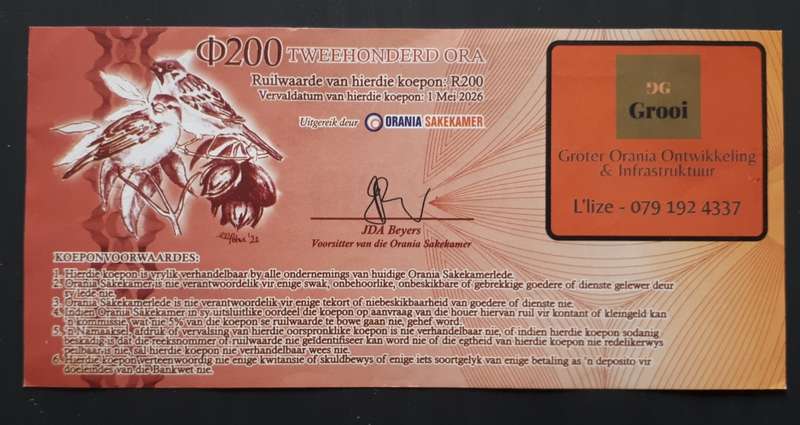 Ф200 TWEEHONDERD ORA
Ruilwaarde van hierdie koepon: R200
Vervaldatum van hierdie koepon: 1 Mei 2026
Uitgereik deur ORANIA SAKEKAMER
JDA Beyers
Voorsitter van die Orania Sakekamer
GG
Grooi
Groter Orania Ontwikkeling
& Infrastruktuur
L'lize - 079 192 4337
KOEPONVOORWAARDES:
1. Hierdie koepon is vrylik verhandelbaar by alle ondernemings van huidige Orania Sakekamerlede.
2. Orania Sakekamer is nie verantwoordelik vir enige swak, onbehoorlike, onbeskikbare of gebrekkige goedere of dienste gelewer deur
sy lede nie.
3. Orania Sakekamerlede is nie verantwoordelik vir enige tekort of niebeskikbaarheid van goedere of dienste nie.
4. Indien Orania Sakekamer in sy uitsluitlike oordeel die koepon op aanvraag van die houer hiervan ruil vir kontant of kleingeld kan
'n kommissie, wat nie 5% van die koepon se ruilwaarde te bowe gaan nie, gehef word.
5. 'n Namaaksel, afdruk of vervalsing van hierdie oorspronklike koepon is nie verhandelbaar nie, of indien hierdie koepon sodanig
beskadig is dat die reeksnommer of ruilwaarde nie geïdentifiseer kan word nie of die egtheid van hierdie koepon nie redelikerwys
peilbaar is nie, sal hierdie koepon nie verhandelbaar wees nie.
6. Hierdie koepon verteenwoordig nie enige kwitansie of skuldbewys of enige iets soortgelyk van enige betaling as 'n deposito vir
doeleindes van die Bankwet nie.